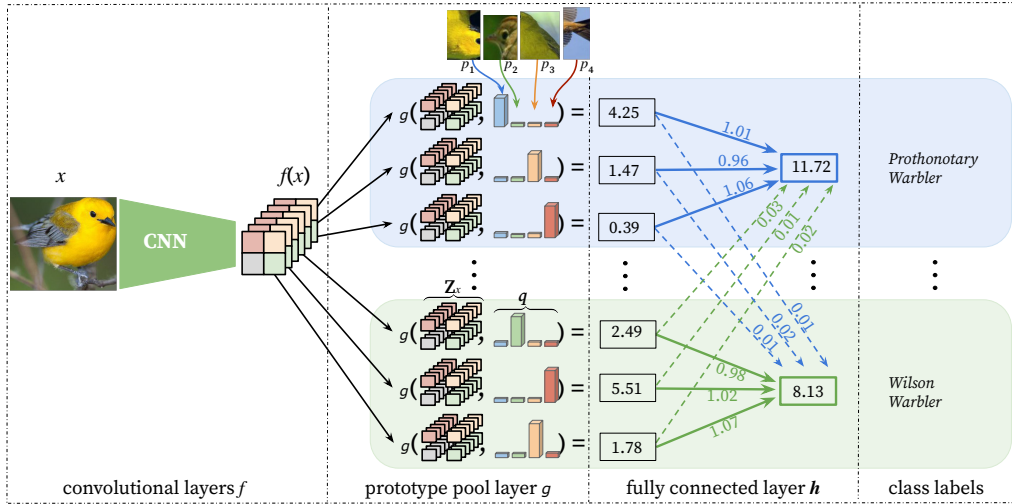 p1 p2 p3 p4
x
f(x)
CNN
g( , ) = 4.25
g( , ) = 1.47
g( , ) = 0.39
1.01
0.96
1.06
11.72
Prothonotary
Warbler
0.03
0.01
0.02
Zx
q
0.01
0.02
0.01
g( , ) = 2.49
g( , ) = 5.51
g( , ) = 1.78
0.98
1.02
1.07
8.13
Wilson
Warbler
convolutional layers f
prototype pool layer g
fully connected layer h
class labels